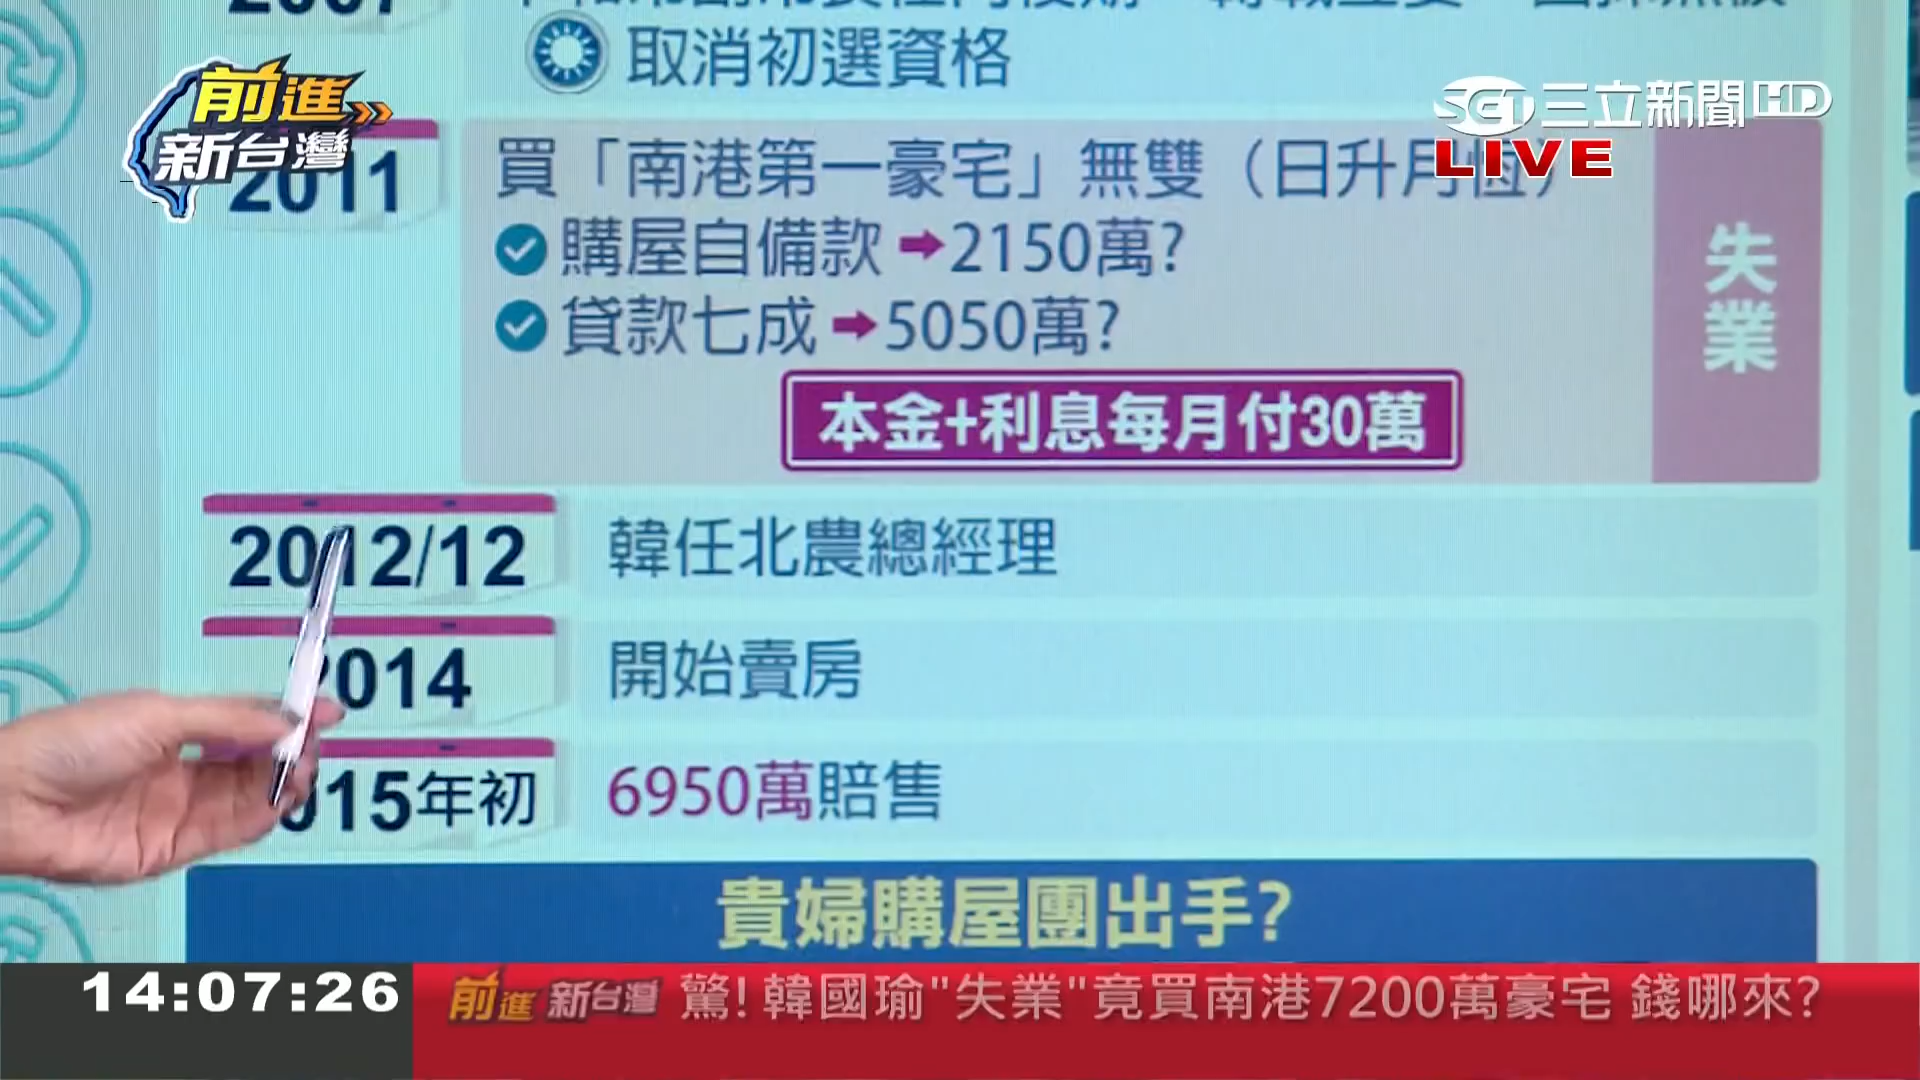 取消初選資格
前進
新台灣
SET三立新聞HD
LIVE
2011
買「南港第一豪宅」無雙（日升月恆）
購屋自備款➡2150萬?
貸款七成➡5050萬?
本金+利息每月付30萬
失業
2012/12
韓任北農總經理
2014
開始賣房
2015年初
6950萬賠售
貴婦購屋團出手?
14:07:26
前進新台灣 驚!韓國瑜"失業"竟買南港7200萬豪宅 錢哪來?